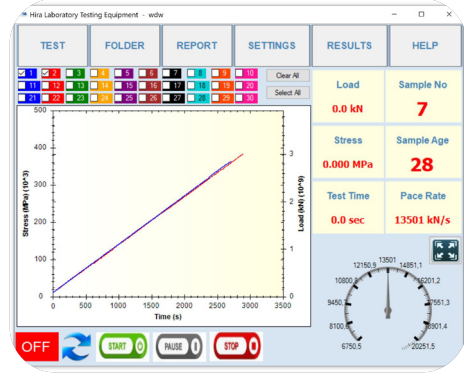 Hira Laboratory Testing Equipment - wdw
TEST FOLDER REPORT SETTINGS RESULTS HELP
1 2 3 4 5 6 7 8 9 10 Clear All
11 12 13 14 15 16 17 18 19 20 Select All
21 22 23 24 25 26 27 28 29 30
Load Sample No
0.0 kN 7
Stress Sample Age
0.000 MPa 28
Test Time Pace Rate
0.0 sec 13501 kN/s
Stress (MPa) (10^3)
500
400
300
200
100
0
Load (kN) (10^9)
3
2
1
0
0 500 1000 1500 2000 2500 3000 3500
Time (s)
13501
12150,9 14851,1
10800,8 16201,2
9450, 17551,3
8100,6 18901,4
6750,5 20251,5
OFF START PAUSE STOP